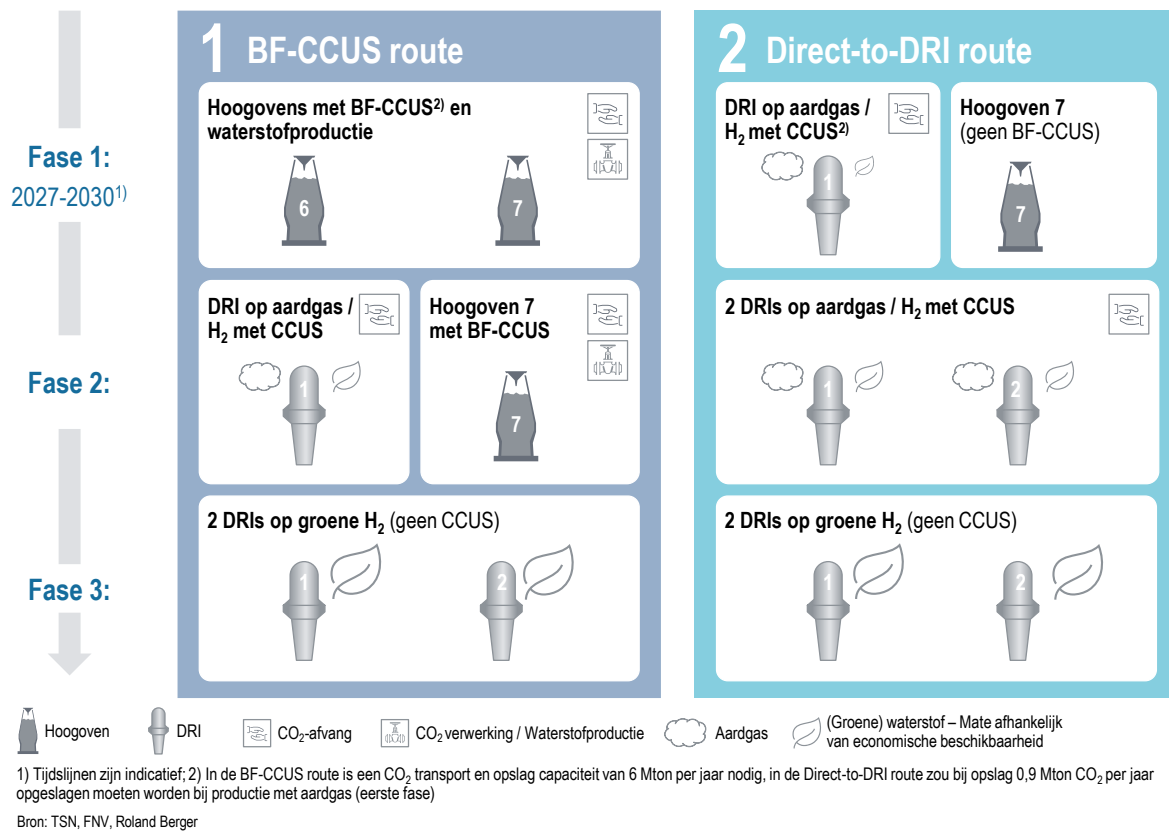 1 BF-CCUS route
2 Direct-to-DRI route
Fase 1:
2027-2030¹⁾
Hoogovens met BF-CCUS²⁾ en
waterstofproductie
6
7
DRI op aardgas /
H₂ met CCUS²⁾
1
Hoogoven 7
(geen BF-CCUS)
7
Fase 2:
DRI op aardgas /
H₂ met CCUS
1
Hoogoven 7
met BF-CCUS
7
2 DRIs op aardgas / H₂ met CCUS
1
2
Fase 3:
2 DRIs op groene H₂ (geen CCUS)
1
2
2 DRIs op groene H₂ (geen CCUS)
1
2
Hoogoven
DRI
CO₂-afvang
CO₂ verwerking / Waterstofproductie
Aardgas
(Groene) waterstof – Mate afhankelijk
van economische beschikbaarheid
1) Tijdslijnen zijn indicatief; 2) In de BF-CCUS route is een CO₂ transport en opslag capaciteit van 6 Mton per jaar nodig, in de Direct-to-DRI route zou bij opslag 0,9 Mton CO₂ per jaar
opgeslagen moeten worden bij productie met aardgas (eerste fase)
Bron: TSN, FNV, Roland Berger